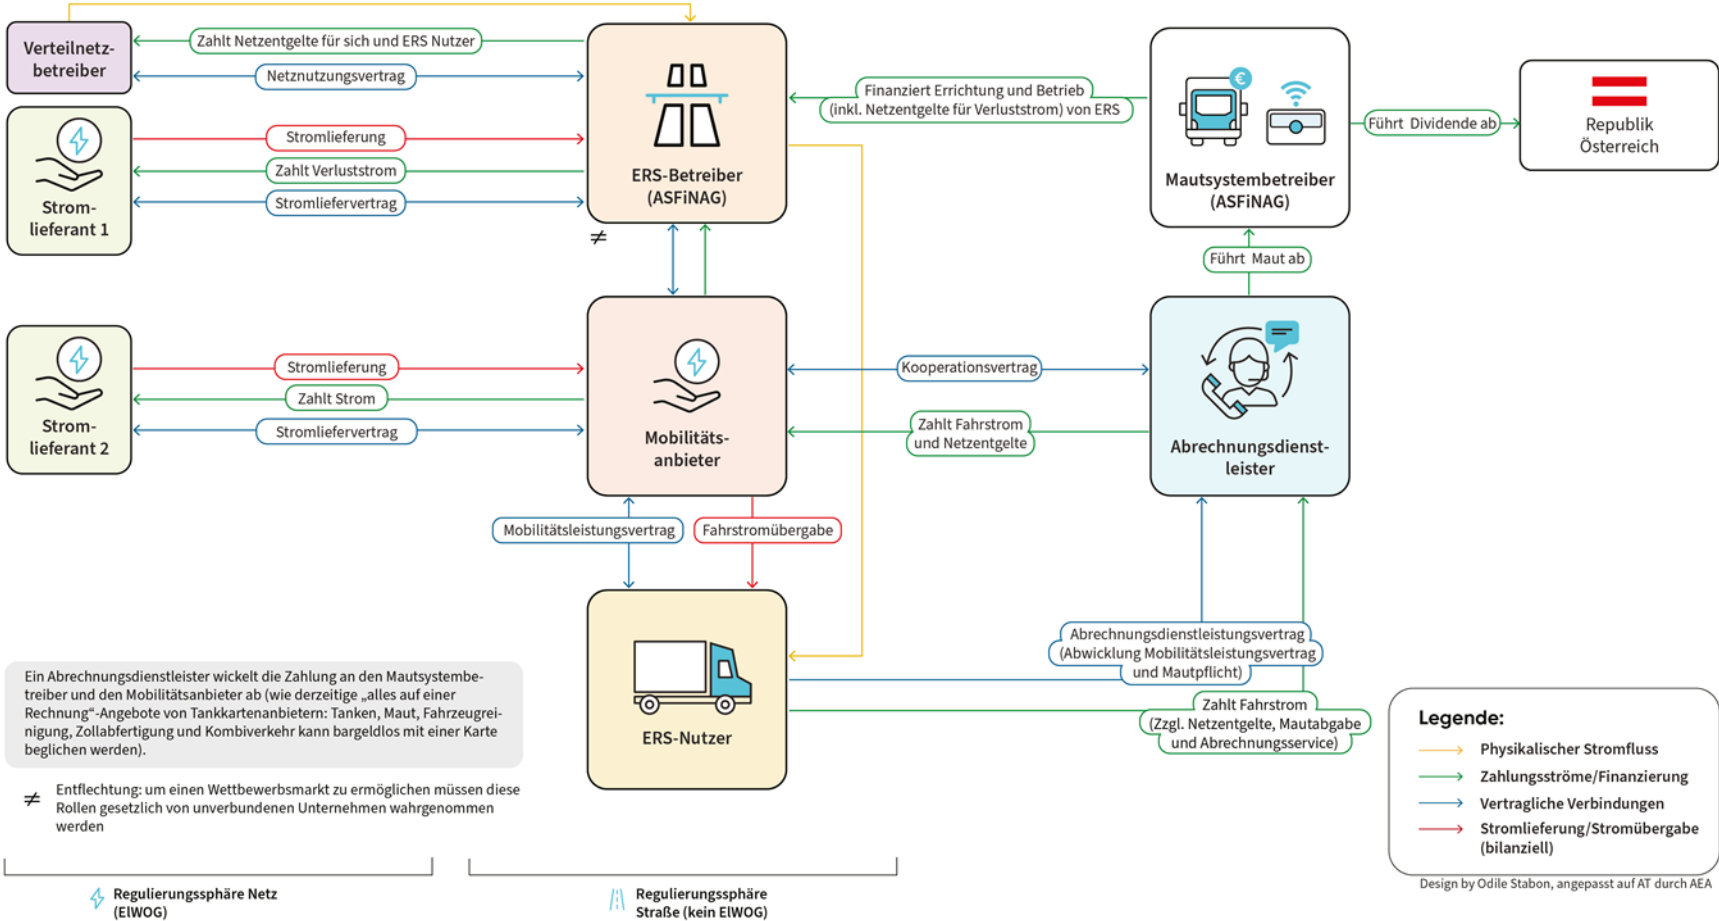 Verteilnetz-
betreiber
Zahlt Netzentgelte für sich und ERS Nutzer
Netznutzungsvertrag
Strom-
lieferant 1
Stromlieferung
Zahlt Verluststrom
Stromliefervertrag
ERS-Betreiber
(ASFiNAG)
≠
Finanziert Errichtung und Betrieb
(inkl. Netzentgelte für Verluststrom) von ERS
€
Mautsystembetreiber
(ASFiNAG)
Führt Dividende ab
Republik
Österreich
Führt Maut ab
Strom-
lieferant 2
Stromlieferung
Zahlt Strom
Stromliefervertrag
Mobilitäts-
anbieter
Kooperationsvertrag
Zahlt Fahrstrom
und Netzentgelte
Abrechnungsdienst-
leister
Mobilitätsleistungsvertrag
Fahrstromübergabe
ERS-Nutzer
Abrechnungsdienstleistungsvertrag
(Abwicklung Mobilitätsleistungsvertrag
und Mautpflicht)
Zahlt Fahrstrom
(Zzgl. Netzentgelte, Mautabgabe
und Abrechnungsservice)
Ein Abrechnungsdienstleister wickelt die Zahlung an den Mautsystembe-
treiber und den Mobilitätsanbieter ab (wie derzeitige „alles auf einer
Rechnung“-Angebote von Tankkartenanbietern: Tanken, Maut, Fahrzeugrei-
nigung, Zollabfertigung und Kombiverkehr kann bargeldlos mit einer Karte
beglichen werden).
≠ Entflechtung: um einen Wettbewerbsmarkt zu ermöglichen müssen diese
Rollen gesetzlich von unverbundenen Unternehmen wahrgenommen
werden
Regulierungssphäre Netz
(ElWOG)
Regulierungssphäre
Straße (kein ElWOG)
Legende:
Physikalischer Stromfluss
Zahlungsströme/Finanzierung
Vertragliche Verbindungen
Stromlieferung/Stromübergabe
(bilanziell)
Design by Odile Stabon, angepasst auf AT durch AEA